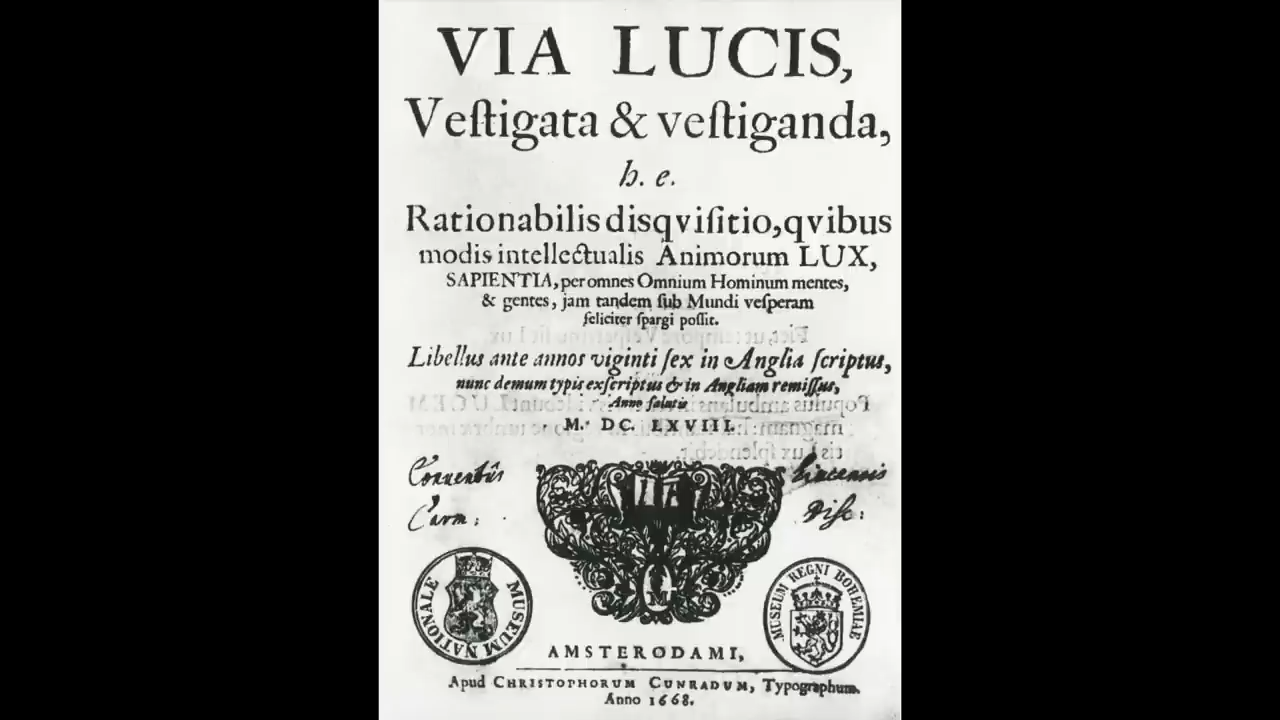 VIA LUCIS,
Veſtigata & veſtiganda,
h. e.
Rationabilis disqviſitio, qvibus
modis intellectualis Animorum LUX,
SAPIENTIA, per omnes Omnium Hominum mentes,
& gentes, jam tandem ſub Mundi veſperam
feliciter ſpargi poſſit.
Libellus ante annos viginti ſex in Anglia ſcriptus,
nunc demum typis exſcriptus & in Angliam remiſſus,
Anno ſalutis
M. DC. LXVIII.
Conventûs
Carm:
Disc:
MUSEUM NATIONALE
MUSEUM REGNI BOHEMIAE
AMSTERODAMI,
Apud CHRISTOPHORUM CUNRADUM, Typographum.
Anno 1668.